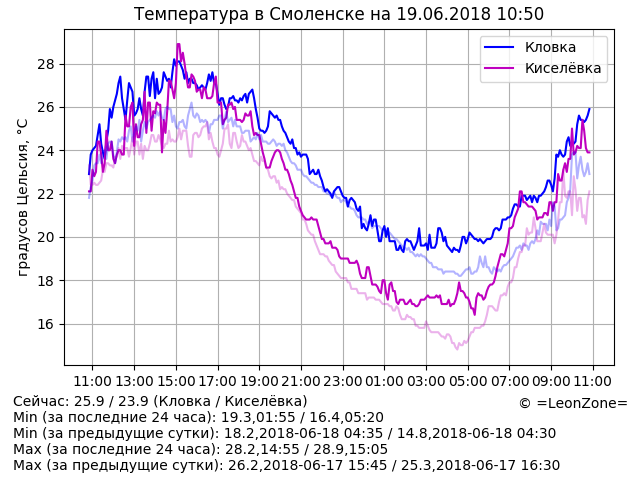 Температура в Смоленске на 19.06.2018 10:50
Кловка
Киселёвка
градусов Цельсия, °C
28
26
24
22
20
18
16
11:00 13:00 15:00 17:00 19:00 21:00 23:00 01:00 03:00 05:00 07:00 09:00 11:00
Сейчас: 25.9 / 23.9 (Кловка / Киселёвка)
© =LeonZone=
Min (за последние 24 часа): 19.3,01:55 / 16.4,05:20
Min (за предыдущие сутки): 18.2,2018-06-18 04:35 / 14.8,2018-06-18 04:30
Max (за последние 24 часа): 28.2,14:55 / 28.9,15:05
Max (за предыдущие сутки): 26.2,2018-06-17 15:45 / 25.3,2018-06-17 16:30